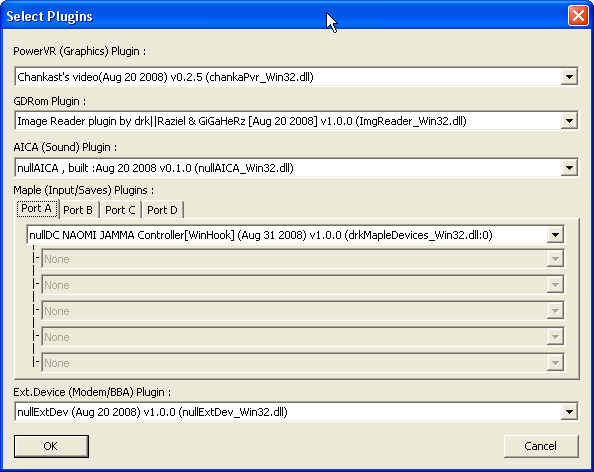 Select Plugins
PowerVR (Graphics) Plugin :
Chankast's video(Aug 20 2008) v0.2.5 (chankaPvr_Win32.dll)
GDRom Plugin :
Image Reader plugin by drk||Raziel & GiGaHeRz [Aug 20 2008] v1.0.0 (ImgReader_Win32.dll)
AICA (Sound) Plugin :
nullAICA , built :Aug 20 2008 v0.1.0 (nullAICA_Win32.dll)
Maple (Input/Saves) Plugins :
Port A Port B Port C Port D
nullDC NAOMI JAMMA Controller[WinHook] (Aug 31 2008) v1.0.0 (drkMapleDevices_Win32.dll:0)
None
None
None
None
None
Ext.Device (Modem/BBA) Plugin :
nullExtDev (Aug 20 2008) v1.0.0 (nullExtDev_Win32.dll)
OK Cancel